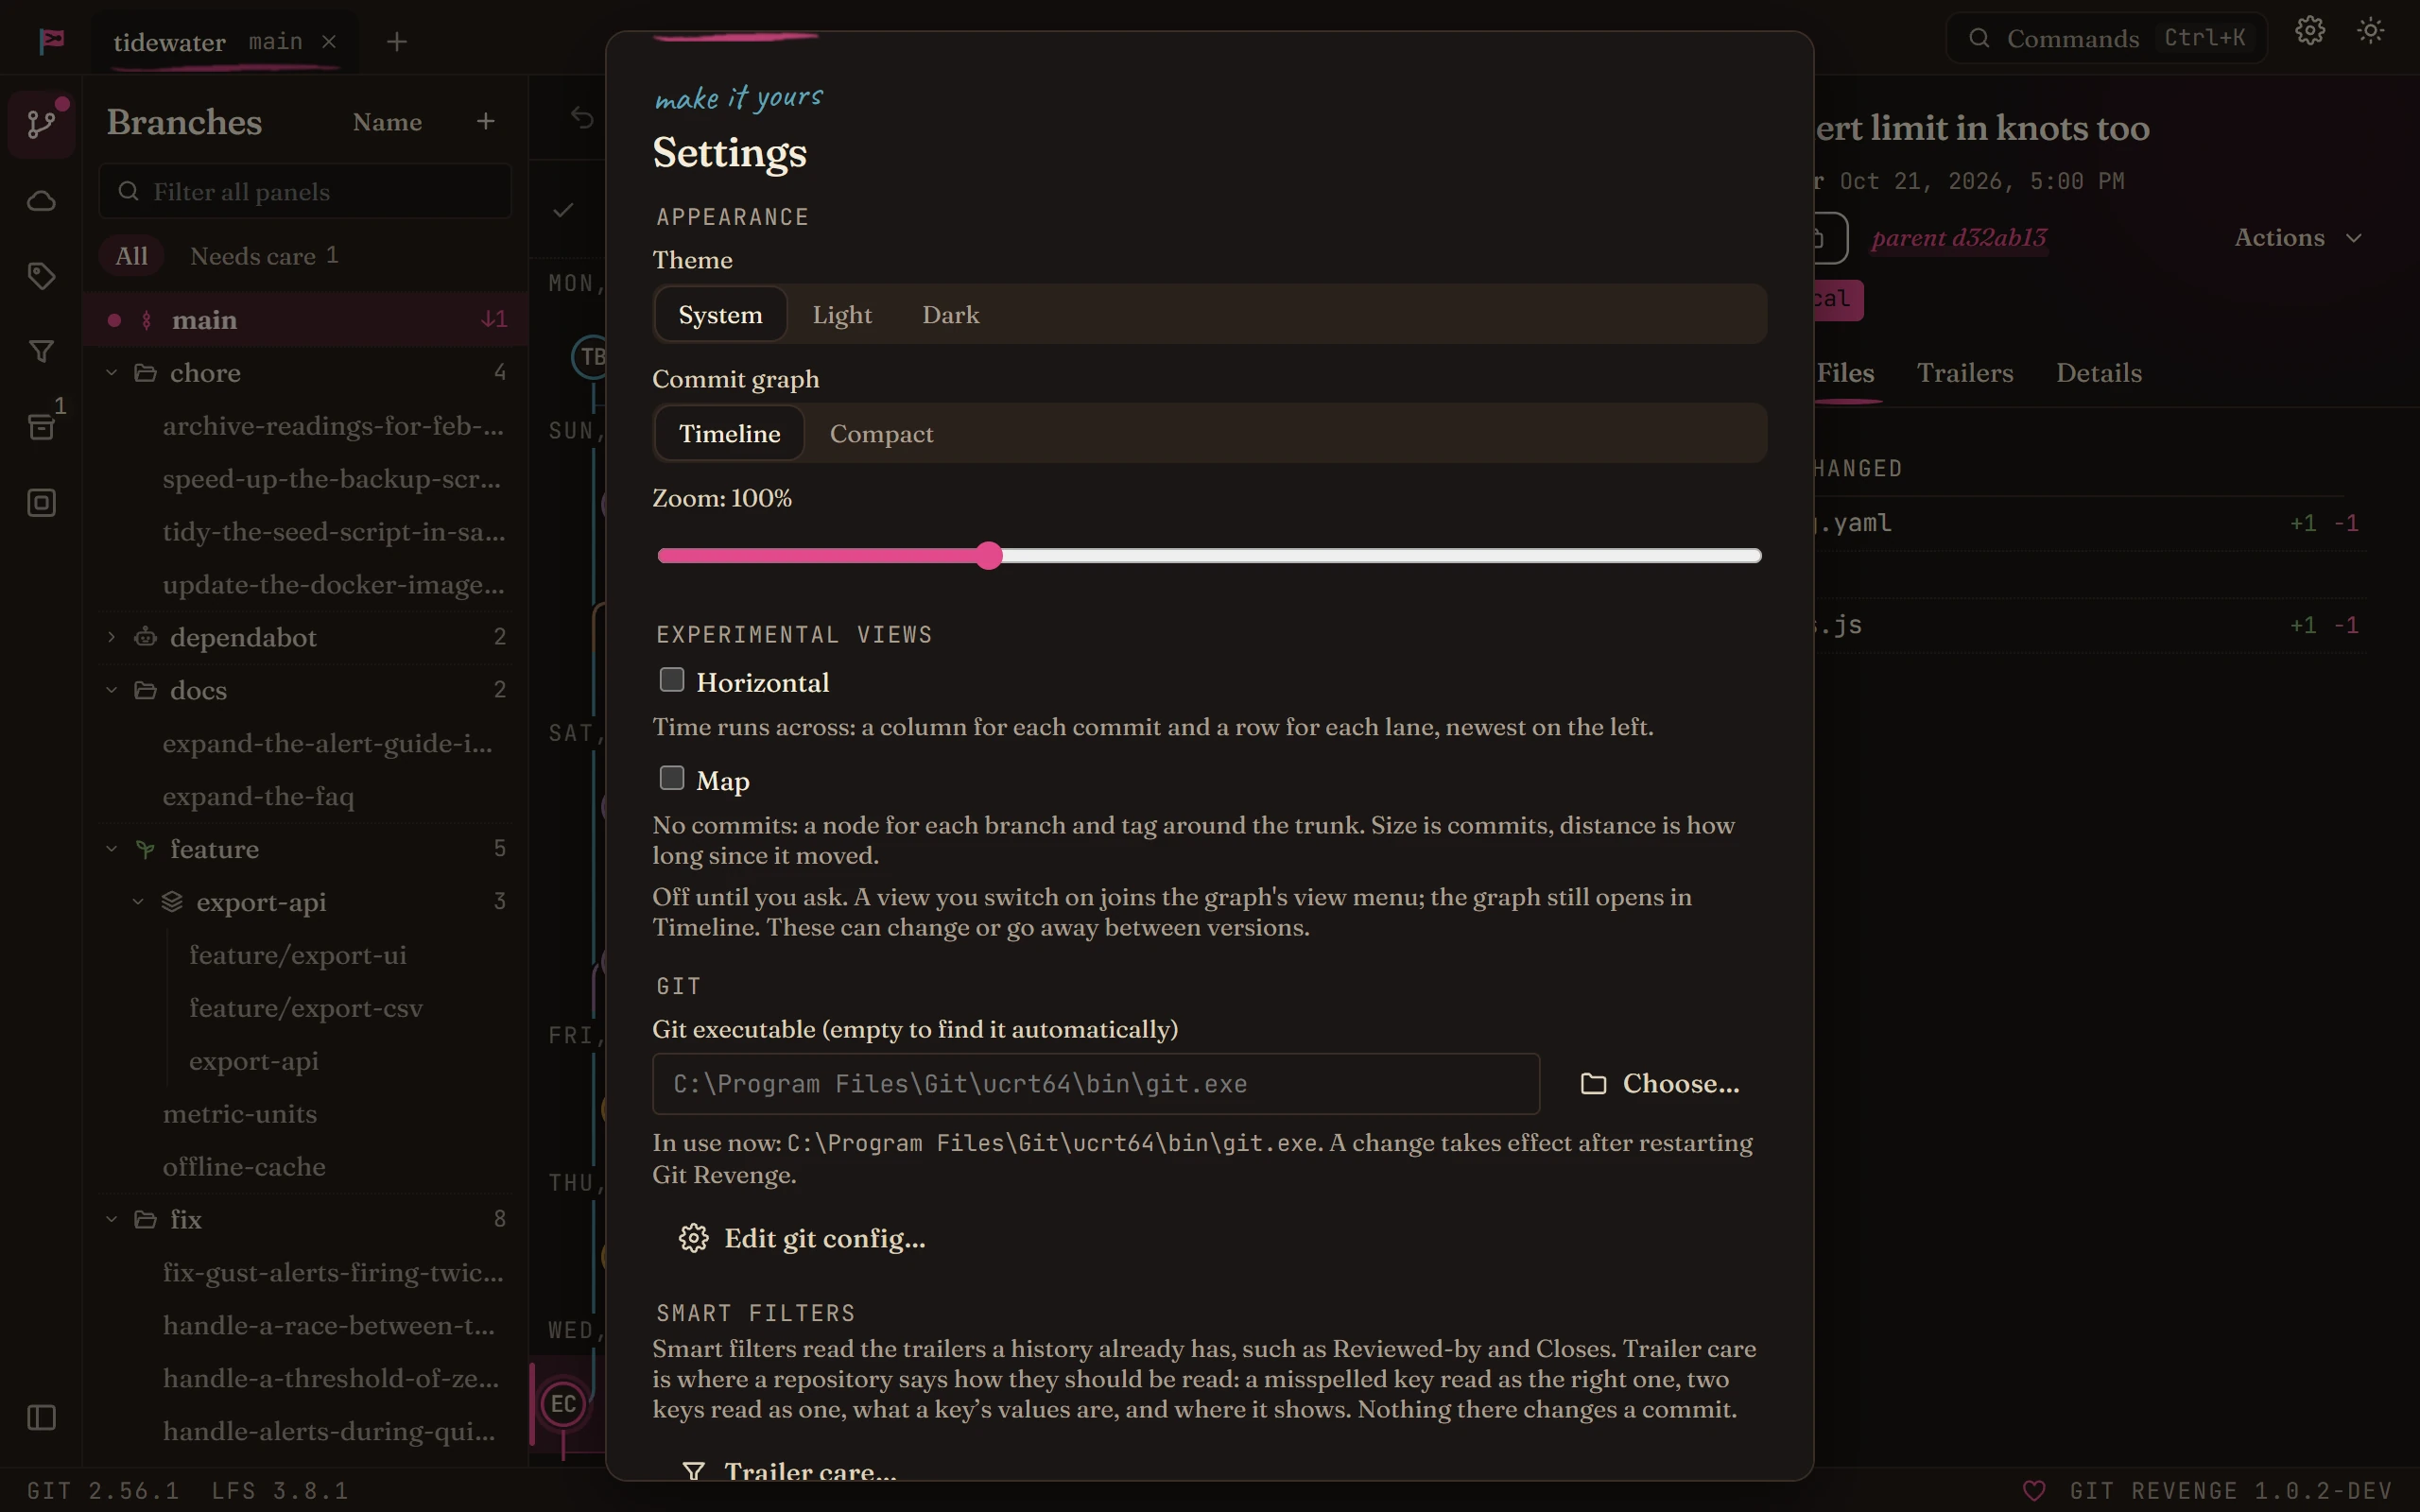 tidewater main
Commands Ctrl+K
Branches Name
Filter all panels
All Needs care 1
main 1
chore 4
archive-readings-for-feb-...
speed-up-the-backup-scr...
tidy-the-seed-script-in-sa...
update-the-docker-image...
dependabot 2
docs 2
expand-the-alert-guide-i...
expand-the-faq
feature 5
export-api 3
feature/export-ui
feature/export-csv
export-api
metric-units
offline-cache
fix 8
fix-gust-alerts-firing-twic...
handle-a-race-between-t...
handle-a-threshold-of-ze...
handle-alerts-during-qui...
1
MON,
TB
SUN,
SAT,
FRI,
THU,
WED,
EC
make it yours
Settings
APPEARANCE
Theme
System Light Dark
Commit graph
Timeline Compact
Zoom: 100%
EXPERIMENTAL VIEWS
Horizontal
Time runs across: a column for each commit and a row for each lane, newest on the left.
Map
No commits: a node for each branch and tag around the trunk. Size is commits, distance is how
long since it moved.
Off until you ask. A view you switch on joins the graph's view menu; the graph still opens in
Timeline. These can change or go away between versions.
GIT
Git executable (empty to find it automatically)
C:\Program Files\Git\ucrt64\bin\git.exe Choose...
In use now: C:\Program Files\Git\ucrt64\bin\git.exe. A change takes effect after restarting
Git Revenge.
Edit git config...
SMART FILTERS
Smart filters read the trailers a history already has, such as Reviewed-by and Closes. Trailer care
is where a repository says how they should be read: a misspelled key read as the right one, two
keys read as one, what a key’s values are, and where it shows. Nothing there changes a commit.
Trailer care...
ert limit in knots too
r Oct 21, 2026, 5:00 PM
parent d32ab13 Actions
cal
Files Trailers Details
HANGED
.yaml +1 -1
s.js +1 -1
GIT 2.56.1 LFS 3.8.1
GIT REVENGE 1.0.2-DEV